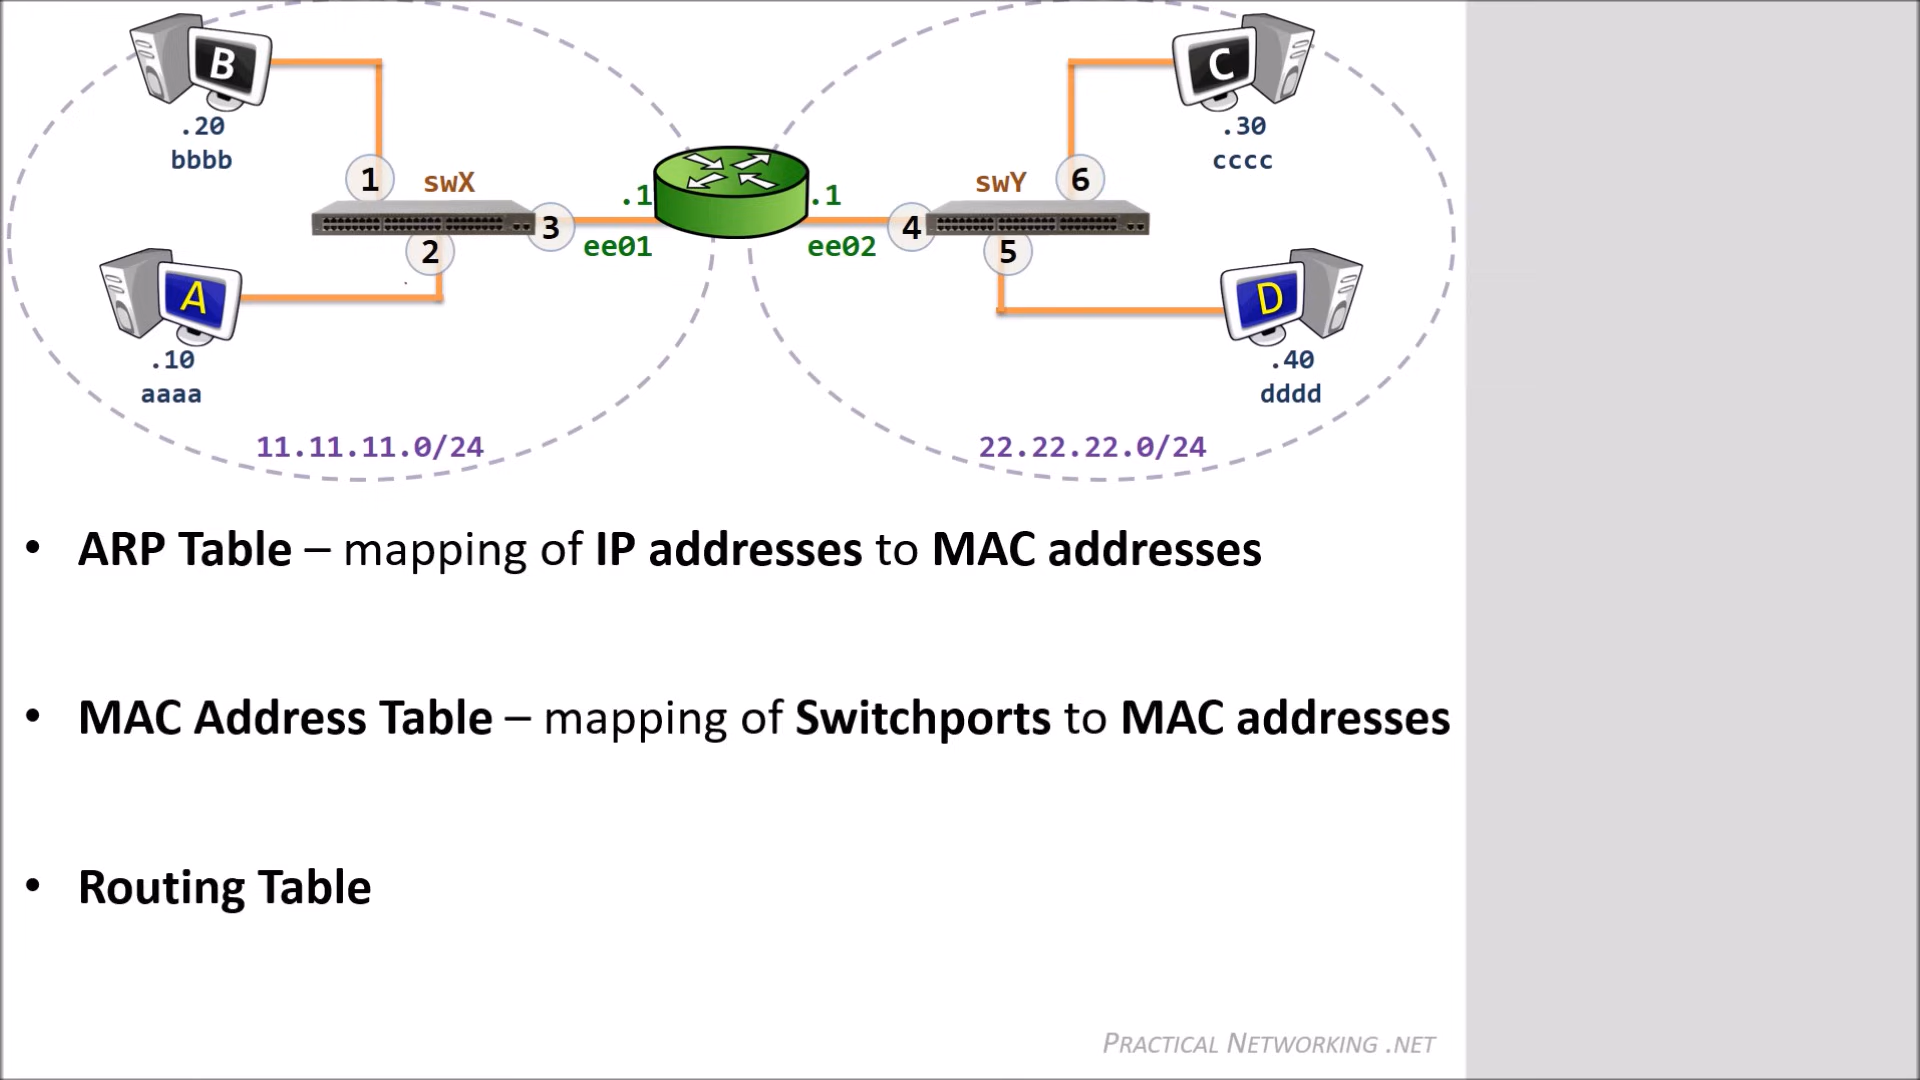 B
.20
bbbb
A
.10
aaaa
1
2
3
swX
.1
ee01
.1
ee02
4
swY
5
6
C
.30
cccc
D
.40
dddd
11.11.11.0/24
22.22.22.0/24
• ARP Table – mapping of IP addresses to MAC addresses
• MAC Address Table – mapping of Switchports to MAC addresses
• Routing Table
PRACTICAL NETWORKING .NET